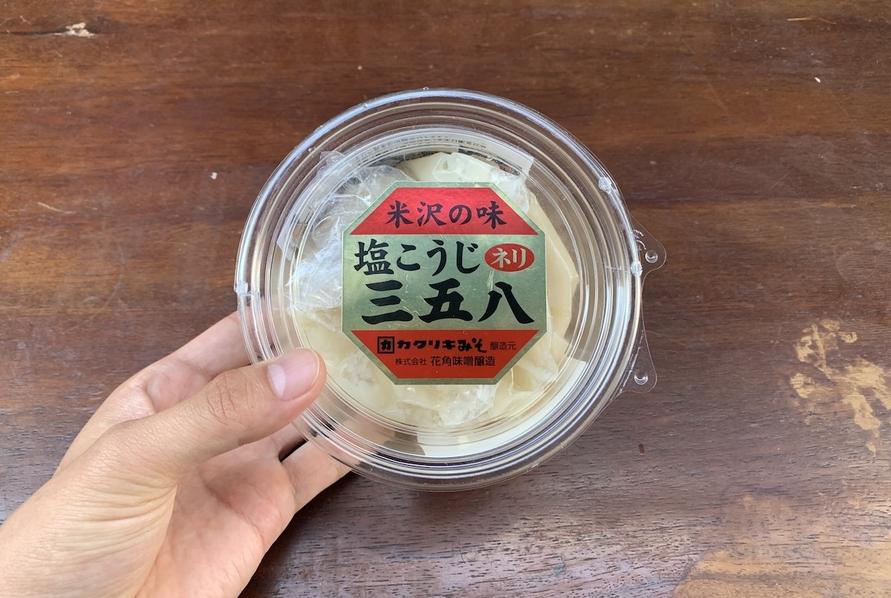 米沢の味
塩こうじ ネリ
三五八
カ カクリキみそ 醸造元
株式会社 花角味噌醸造